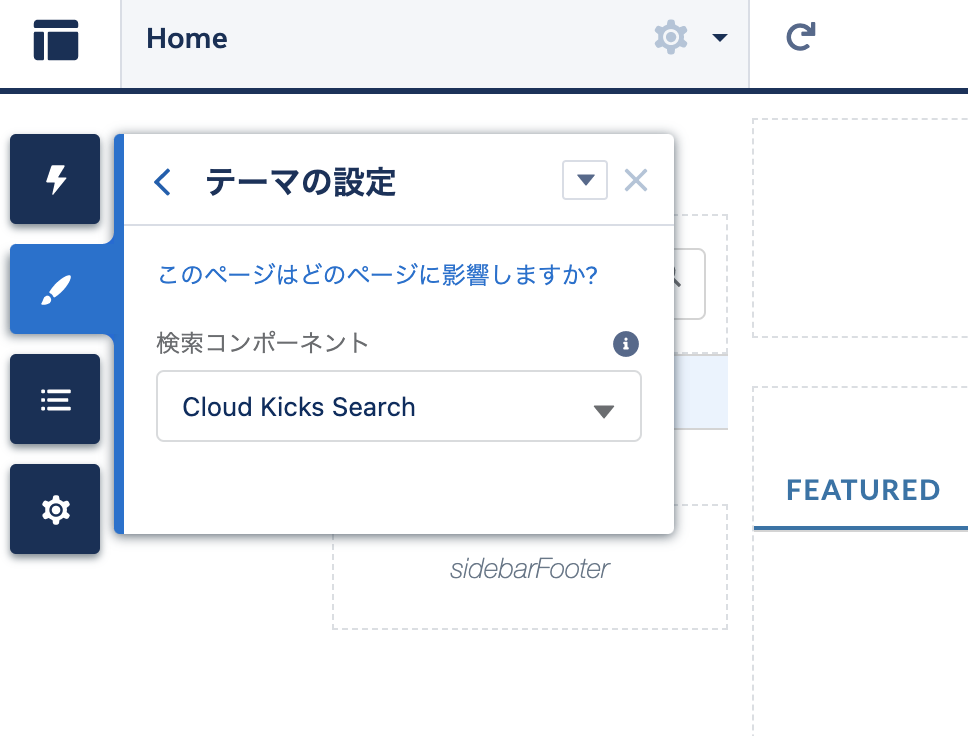 Home
テーマの設定
このページはどのページに影響しますか?
検索コンポーネント
Cloud Kicks Search
FEATURED
sidebarFooter